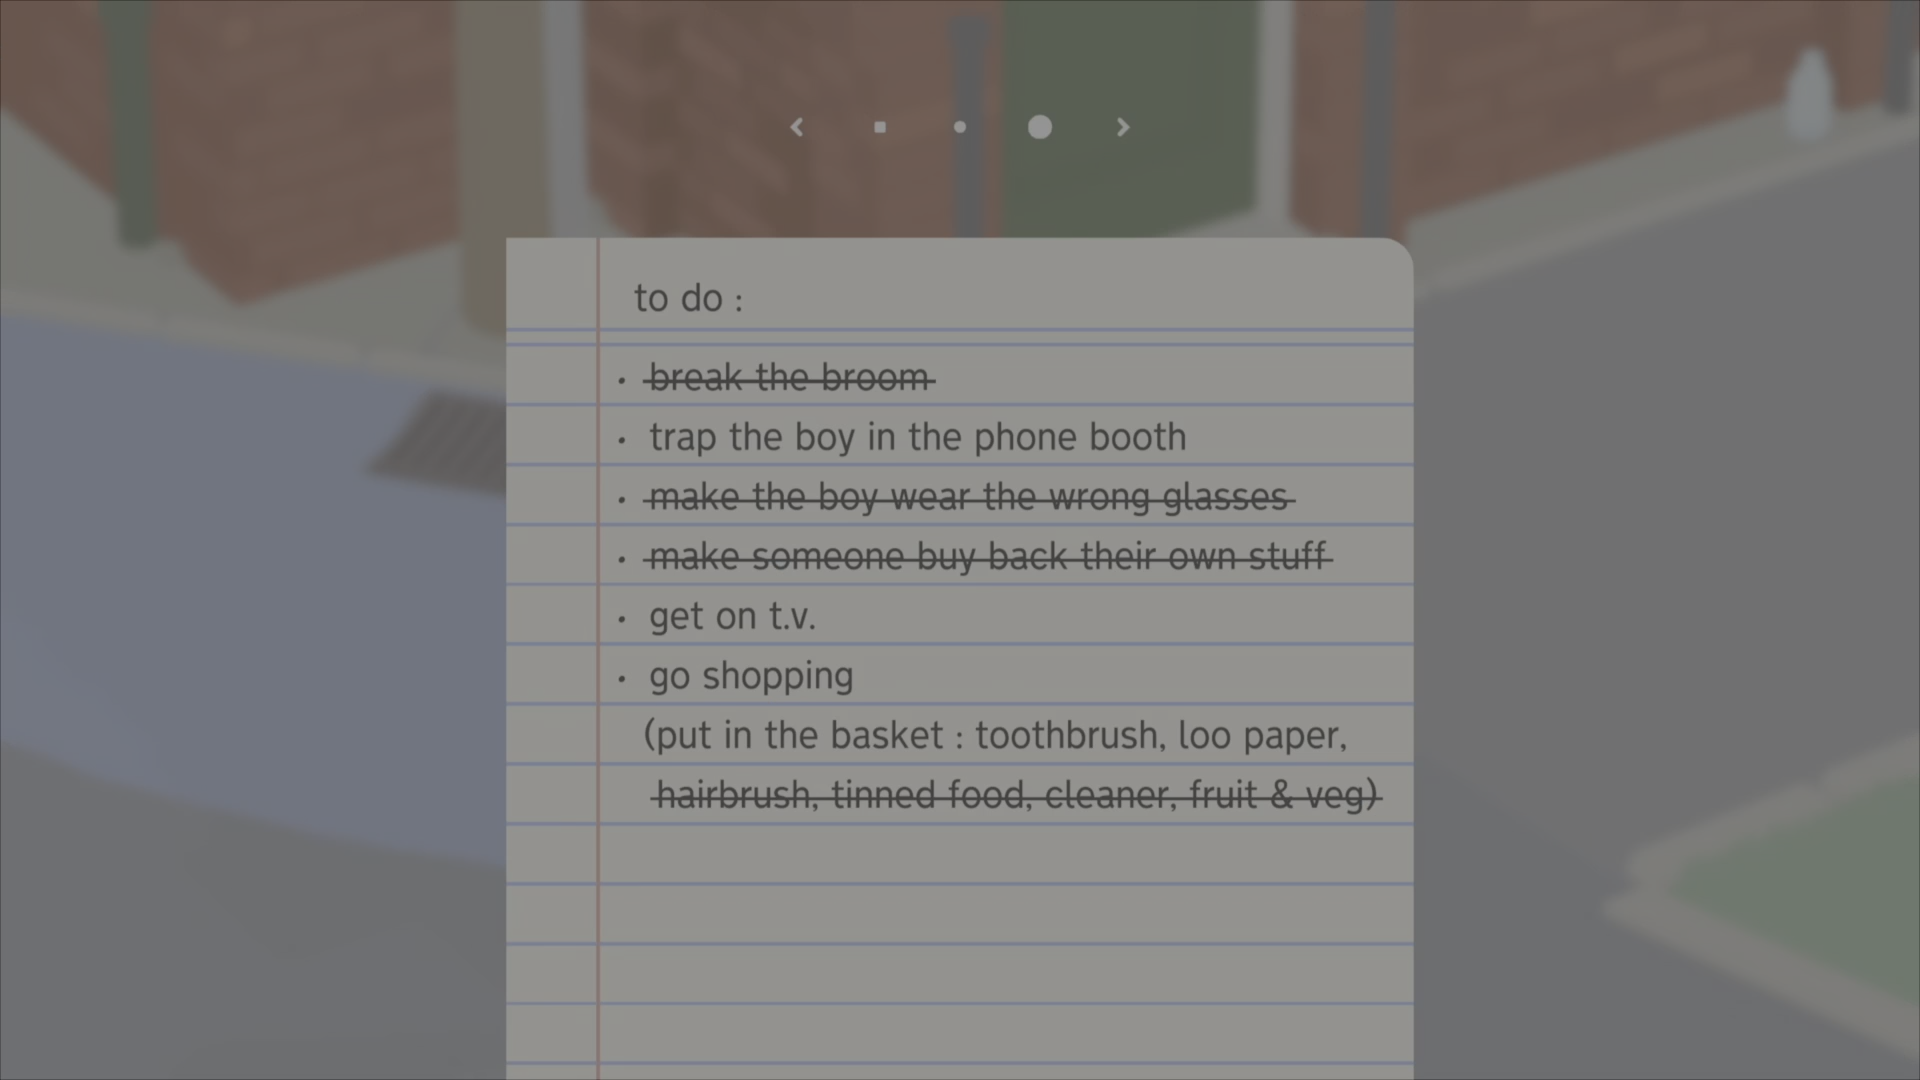 to do :
· break the broom
· trap the boy in the phone booth
· make the boy wear the wrong glasses
· make someone buy back their own stuff
· get on t.v.
· go shopping
(put in the basket : toothbrush, loo paper,
hairbrush, tinned food, cleaner, fruit & veg)